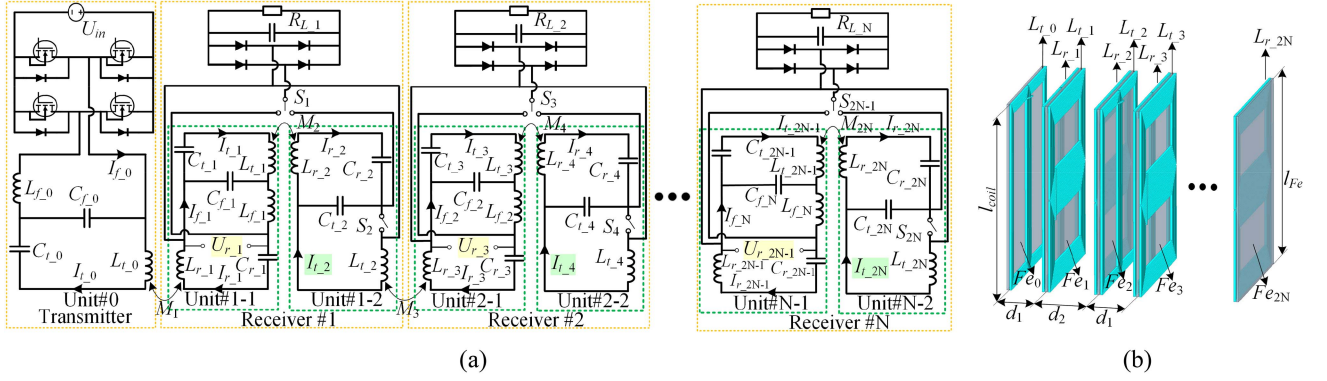 U_in
R_L_1
R_L_2
R_L_N
S_1
S_3
S_2N-1
M_2
M_4
M_2N
I_f_0
L_f_0
C_f_0
C_t_0
L_t_0
I_t_0
Unit#0
Transmitter
M_1
C_t_1
I_t_1
L_t_1
C_f_1
I_f_1
L_f_1
U_r_1
L_r_1
I_r_1
C_r_1
Unit#1-1
I_r_2
L_r_2
C_r_2
C_t_2
S_2
I_t_2
L_t_2
Unit#1-2
Receiver #1
M_3
C_t_3
I_t_3
L_t_3
C_f_2
I_f_2
L_f_2
U_r_3
L_r_3
I_r_3
C_r_3
Unit#2-1
I_r_4
L_r_4
C_r_4
C_t_4
S_4
I_t_4
L_t_4
Unit#2-2
Receiver #2
I_t_2N-1
C_t_2N-1
L_t_2N-1
C_f_N
I_f_N
L_f_N
U_r_2N-1
L_r_2N-1
I_r_2N-1
C_r_2N-1
Unit#N-1
I_r_2N
L_r_2N
C_r_2N
C_t_2N
S_2N
I_t_2N
L_t_2N
Unit#N-2
Receiver #N
(a)
L_t_0
L_r_1
L_t_1
L_r_2
L_t_2
L_r_3
L_t_3
L_r_2N
l_coil
l_Fe
Fe_0
Fe_1
Fe_2
Fe_3
Fe_2N
d_1
d_2
d_1
(b)